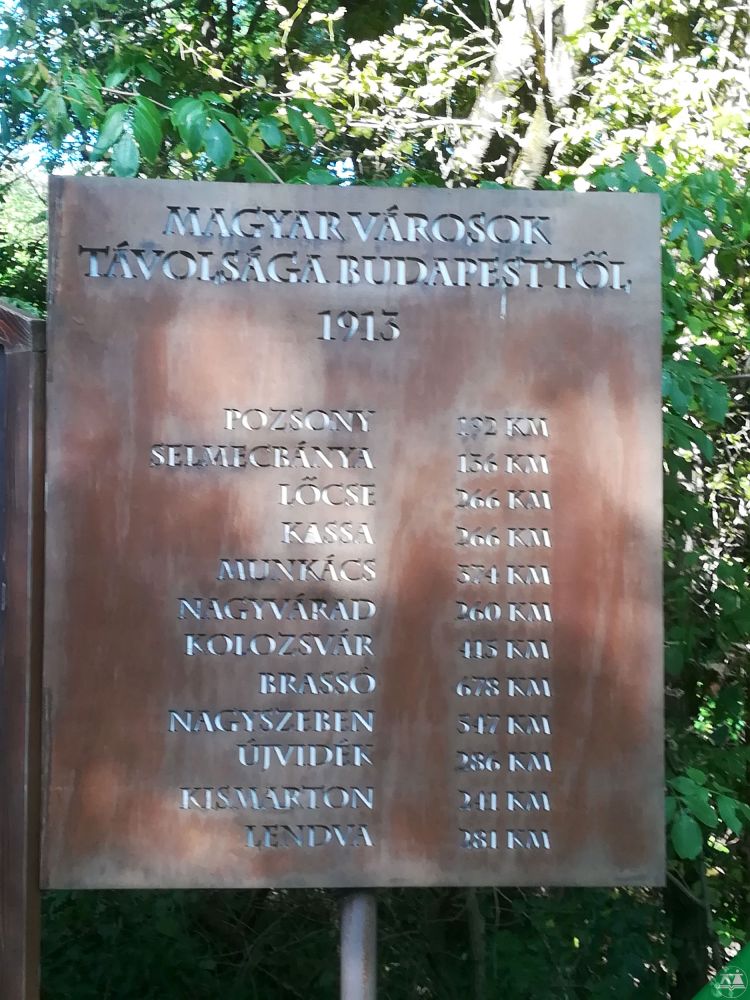 MAGYAR VÁROSOK
TÁVOLSÁGA BUDAPESTTŐL
1913
POZSONY 192 KM
SELMECBÁNYA 136 KM
LŐCSE 266 KM
KASSA 266 KM
MUNKÁCS 374 KM
NAGYVÁRAD 260 KM
KOLOZSVÁR 415 KM
BRASSÓ 678 KM
NAGYSZEBEN 547 KM
ÚJVIDÉK 286 KM
KISMARTON 241 KM
LENDVA 281 KM